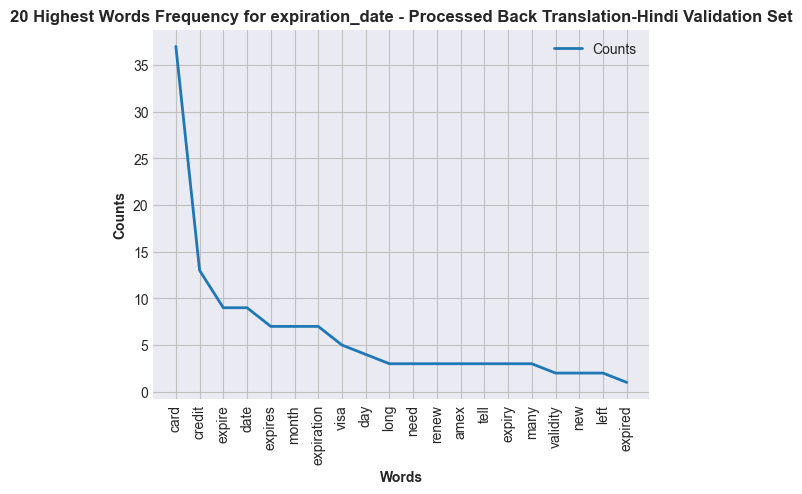 20 Highest Words Frequency for expiration_date - Processed Back Translation-Hindi Validation Set
Counts
35
30
25
20
15
10
5
0
Counts
card
credit
expire
date
expires
month
expiration
visa
day
long
need
renew
amex
tell
expiry
many
validity
new
left
expired
Words